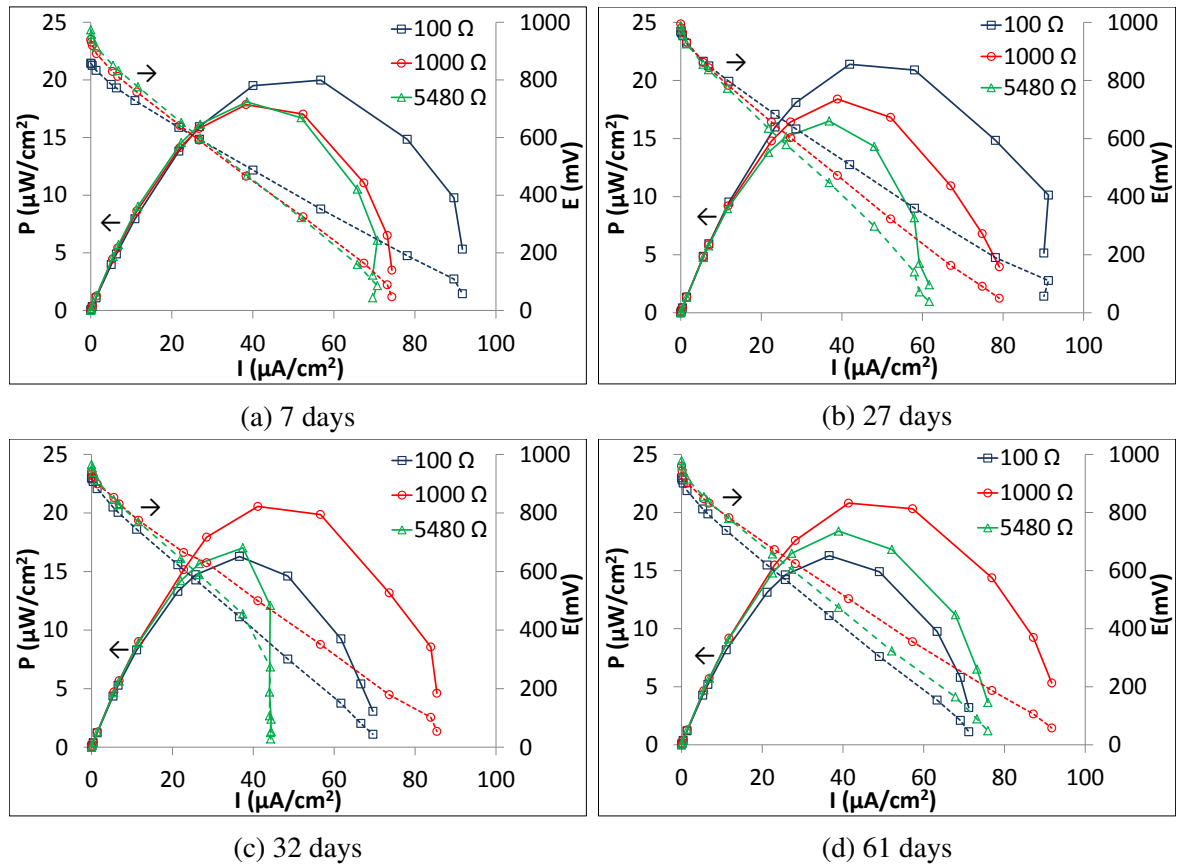 25
20
15
10
5
0
P (µW/cm²)
1000
800
600
400
200
0
E (mV)
100 Ω
1000 Ω
5480 Ω
0 20 40 60 80 100
I (µA/cm²)
(a) 7 days
25
20
15
10
5
0
P (µW/cm²)
1000
800
600
400
200
0
E(mV)
100 Ω
1000 Ω
5480 Ω
0 20 40 60 80 100
I (µA/cm²)
(b) 27 days
25
20
15
10
5
0
P (µW/cm²)
1000
800
600
400
200
0
E(mV)
100 Ω
1000 Ω
5480 Ω
0 20 40 60 80 100
I (µA/cm²)
(c) 32 days
25
20
15
10
5
0
P (µW/cm²)
1000
800
600
400
200
0
E(mV)
100 Ω
1000 Ω
5480 Ω
0 20 40 60 80 100
I (µA/cm²)
(d) 61 days